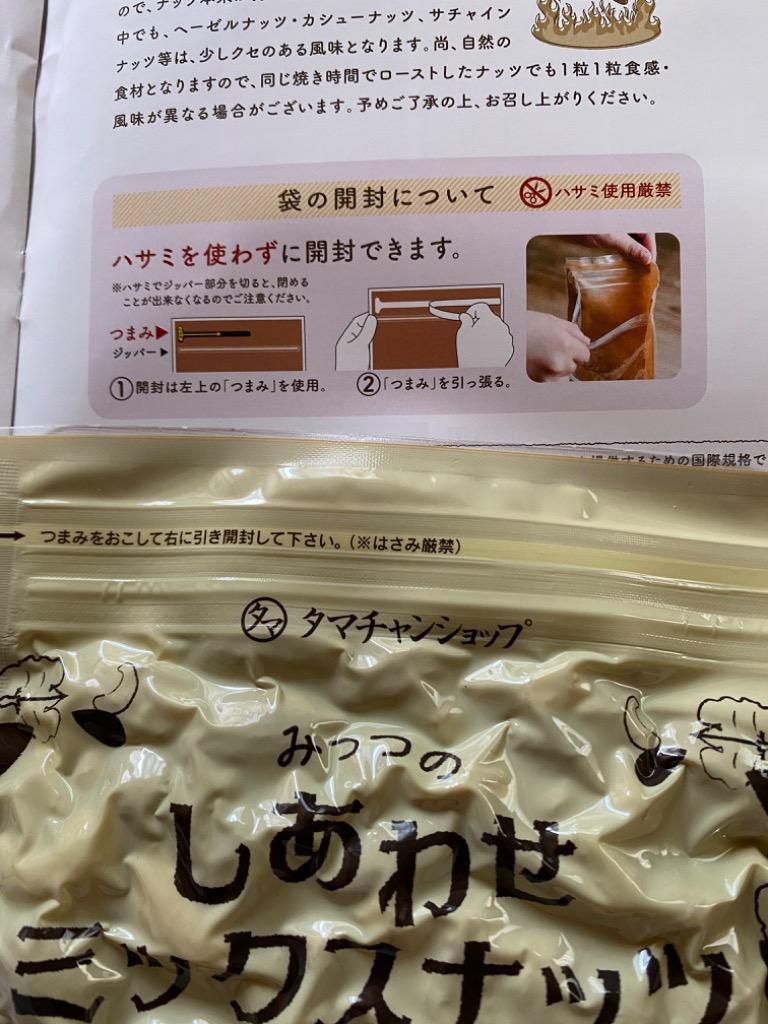 ので、ナッツ本来が
中でも、ヘーゼルナッツ・カシューナッツ、サチャイン
ナッツ等は、少しクセのある風味となります。尚、自然の
食材となりますので、同じ焼き時間でローストしたナッツでも1粒1粒食感・
風味が異なる場合がございます。予めご了承の上、お召し上がりください。
袋の開封について
ハサミ使用厳禁
ハサミを使わずに開封できます。
※ハサミでジッパー部分を切ると、閉める
ことが出来なくなるのでご注意ください。
つまみ▶
ジッパー▶
①開封は左上の「つまみ」を使用。
②「つまみ」を引っ張る。
するための国際規格で
→ つまみをおこして右に引き開封して下さい。(※はさみ厳禁)
タマ タマチャンショップ
みっつの
しあわせ
ミックスナッツ